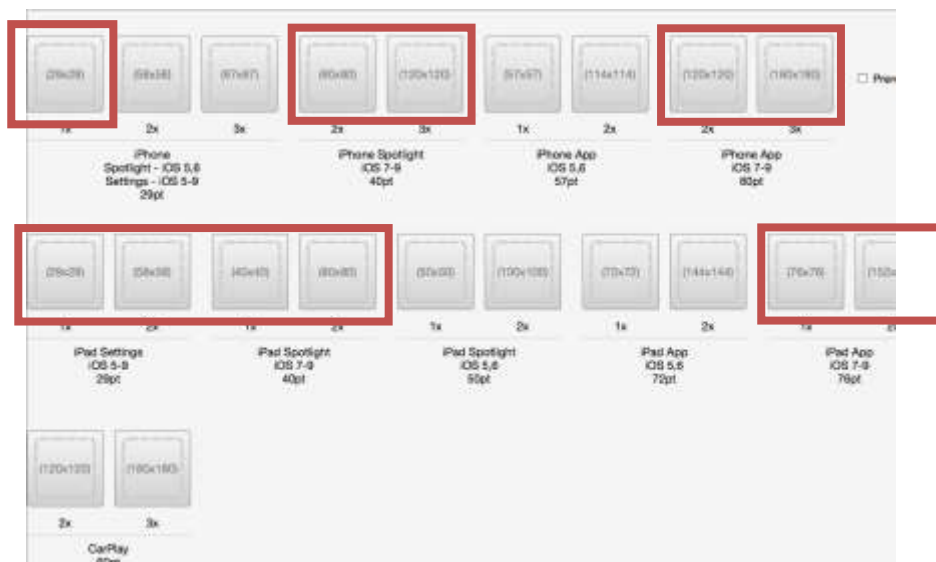 (29x29) (58x58) (87x87) (80x80) (120x120) (57x57) (114x114) (120x120) (180x180)
Prerr
1x 2x 3x 2x 3x 1x 2x 2x 3x
iPhone iPhone Spotlight iPhone App iPhone App
Spotlight - iOS 5,6 iOS 7-9 iOS 5,6 iOS 7-9
Settings - iOS 5-9 40pt 57pt 60pt
29pt
(29x29) (58x58) (40x40) (80x80) (50x50) (100x100) (72x72) (144x144) (76x76) (152x
1x 2x 1x 2x 1x 2x 1x 2x 1x 2
iPad Settings iPad Spotlight iPad Spotlight iPad App iPad App
iOS 5-9 iOS 7-9 iOS 5,6 iOS 5,6 iOS 7-9
29pt 40pt 50pt 72pt 76pt
(120x120) (180x180)
2x 3x
CarPlay
60pt